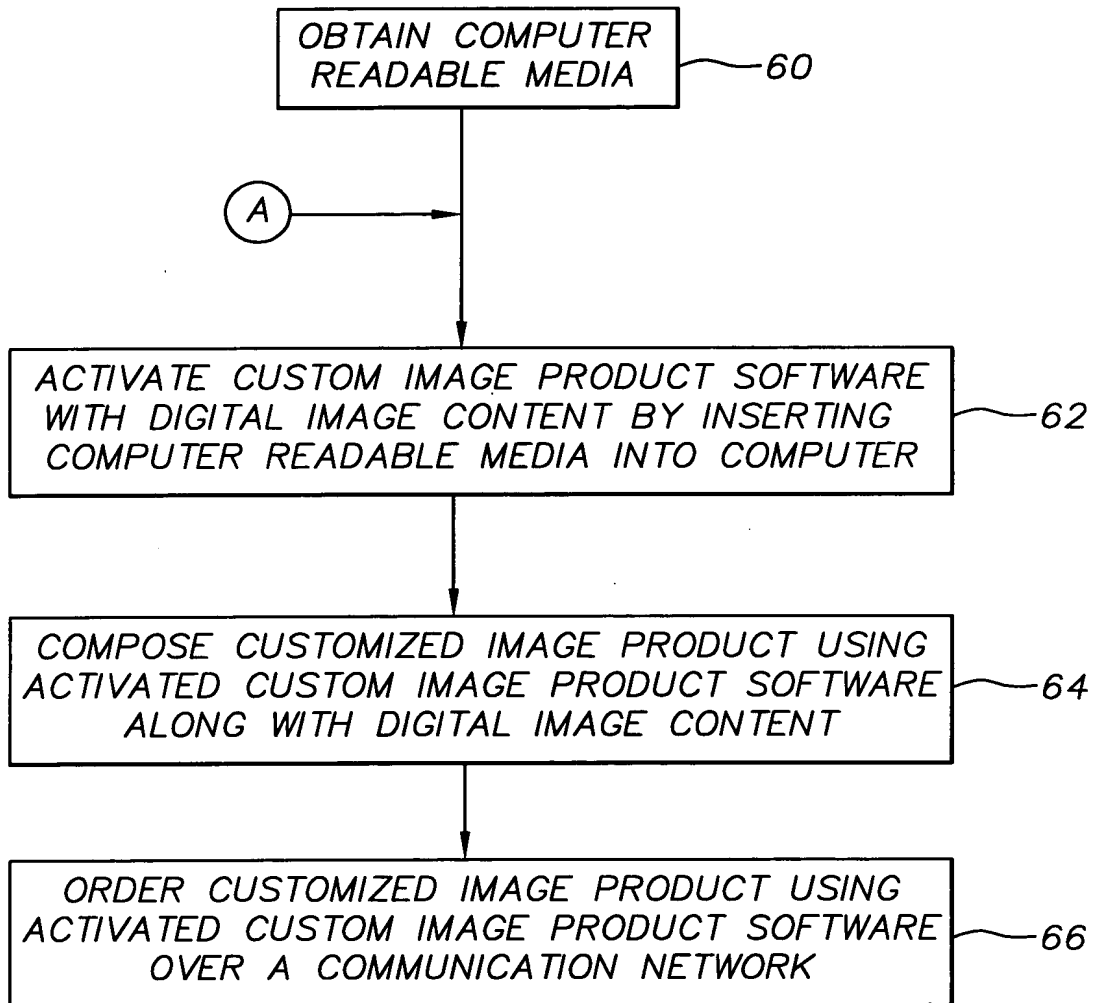 OBTAIN COMPUTER
READABLE MEDIA
60
A
ACTIVATE CUSTOM IMAGE PRODUCT SOFTWARE
WITH DIGITAL IMAGE CONTENT BY INSERTING
COMPUTER READABLE MEDIA INTO COMPUTER
62
COMPOSE CUSTOMIZED IMAGE PRODUCT USING
ACTIVATED CUSTOM IMAGE PRODUCT SOFTWARE
ALONG WITH DIGITAL IMAGE CONTENT
64
ORDER CUSTOMIZED IMAGE PRODUCT USING
ACTIVATED CUSTOM IMAGE PRODUCT SOFTWARE
OVER A COMMUNICATION NETWORK
66